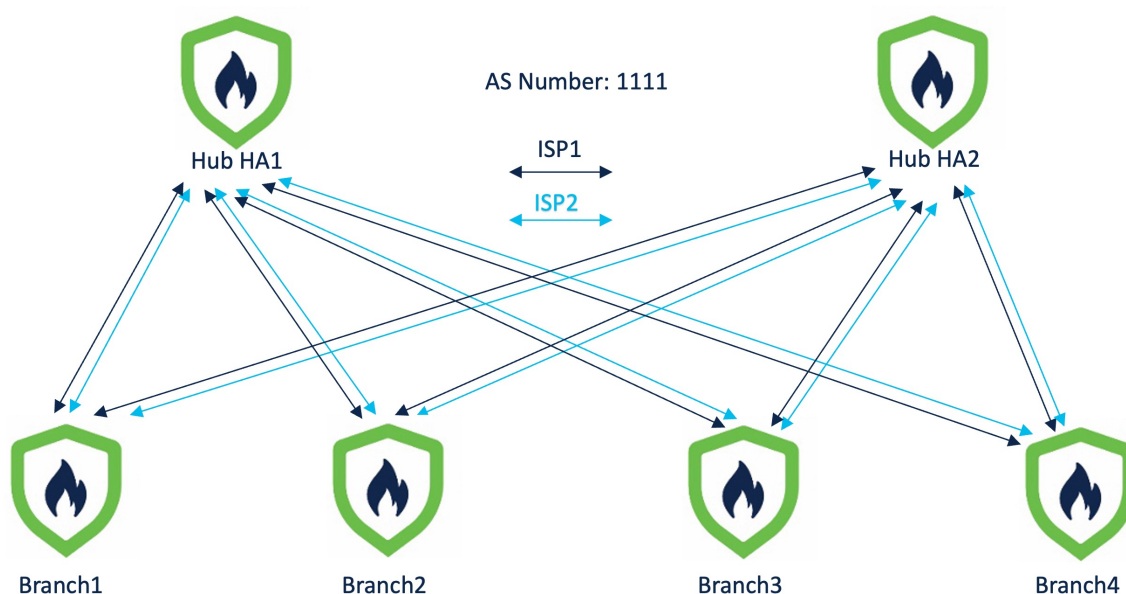 AS Number: 1111
Hub HA1
ISP1
Hub HA2
ISP2
Branch1
Branch2
Branch3
Branch4